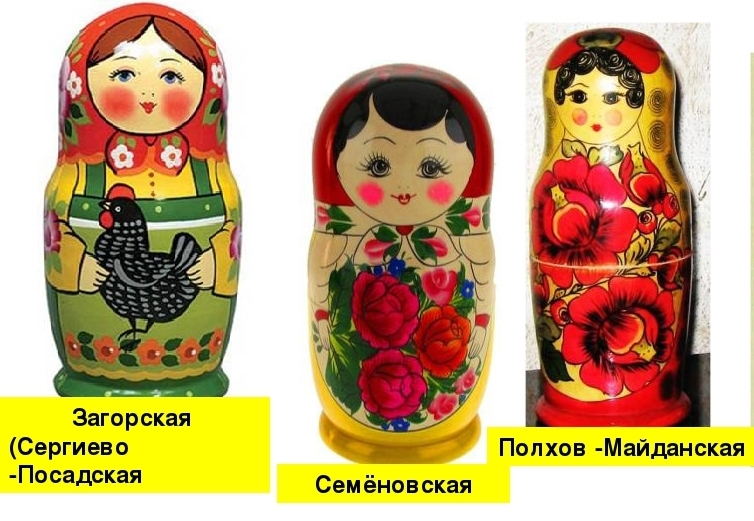 Загорская
(Сергиево
-Посадская
Семёновская
Полхов -Майданская